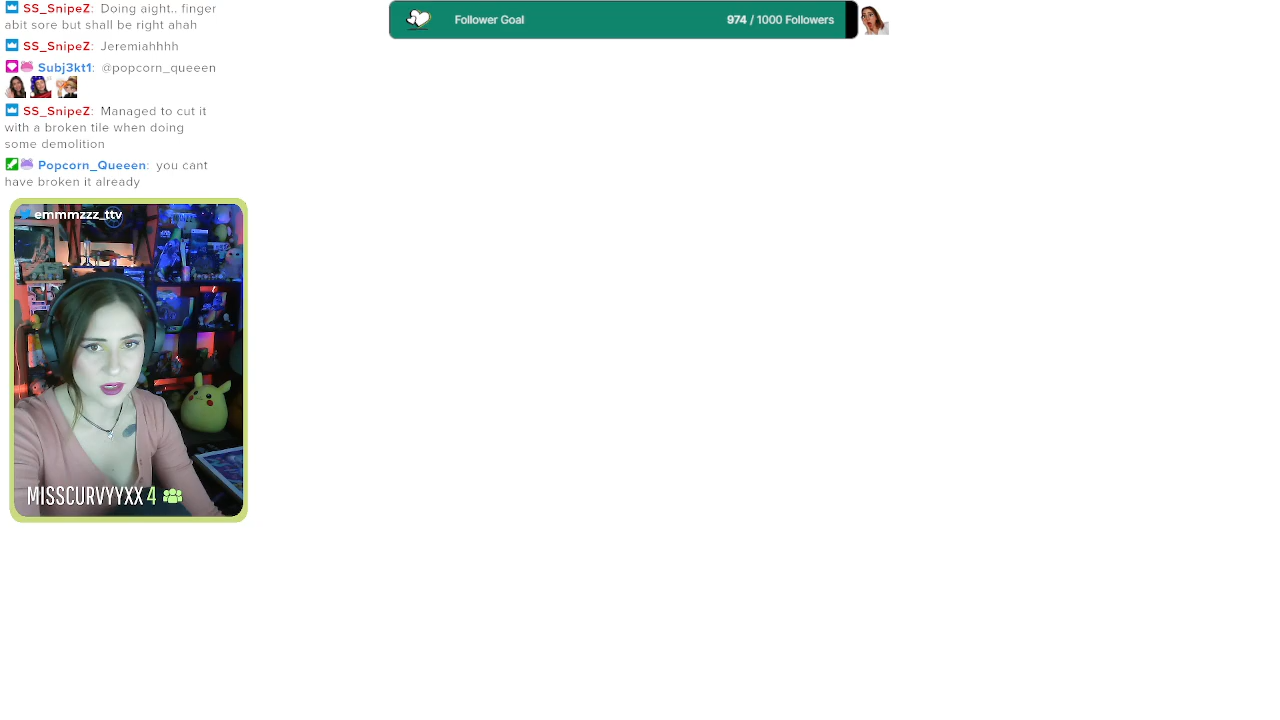 SS_SnipeZ: Doing aight.. finger
abit sore but shall be right ahah
SS_SnipeZ: Jeremiahhhh
Subj3kt1: @popcorn_queeen
SS_SnipeZ: Managed to cut it
with a broken tile when doing
some demolition
Popcorn_Queeen: you cant
have broken it already
emmmzzz_ttv
MISSCURVYYXX 4
Follower Goal
974 / 1000 Followers